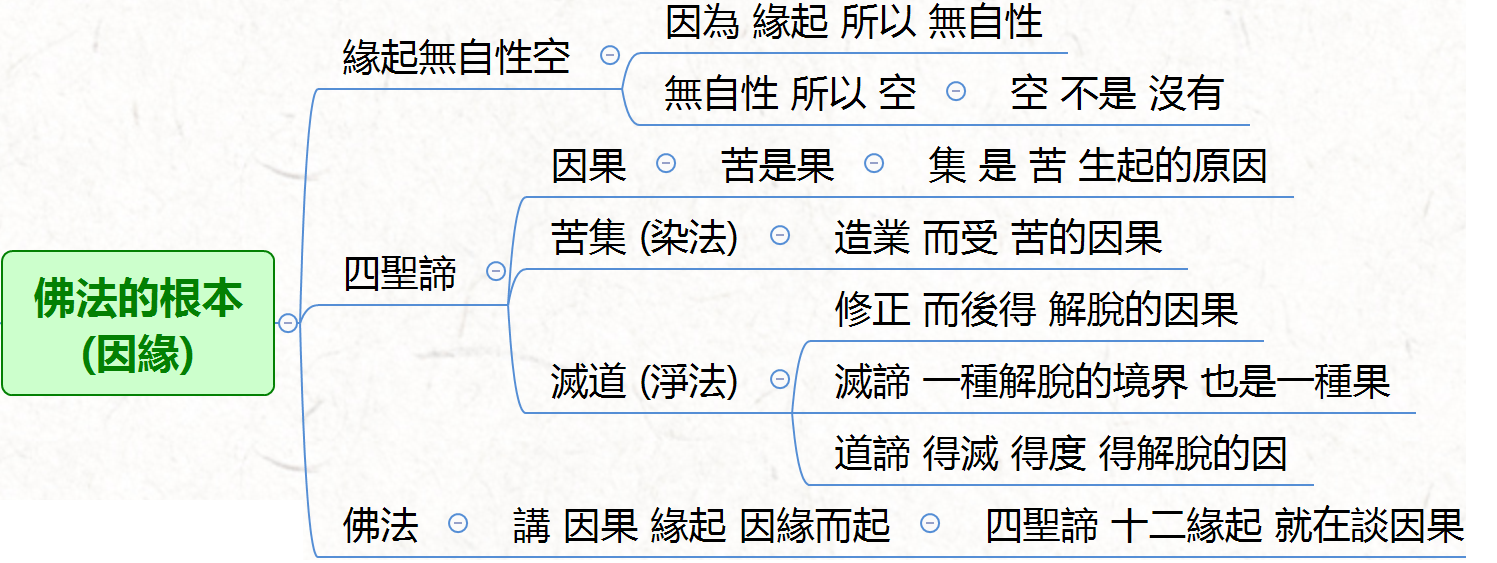 佛法的根本
(因緣)
緣起無自性空
因為 緣起 所以 無自性
無自性 所以 空
空 不是 沒有
四聖諦
因果
苦是果
集 是 苦 生起的原因
苦集 (染法)
造業 而受 苦的因果
滅道 (淨法)
修正 而後得 解脫的因果
滅諦 一種解脫的境界 也是一種果
道諦 得滅 得度 得解脫的因
佛法
講 因果 緣起 因緣而起
四聖諦 十二緣起 就在談因果